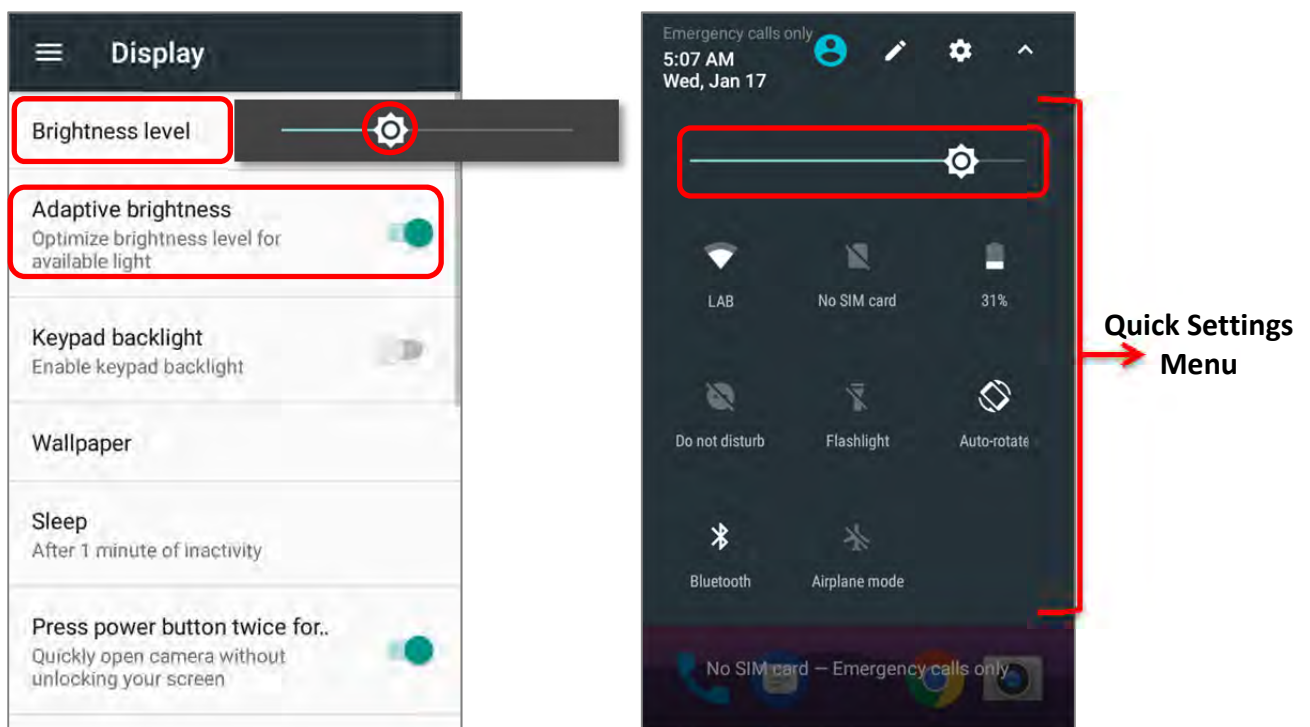 Display
Brightness level
Adaptive brightness
Optimize brightness level for
available light
Keypad backlight
Enable keypad backlight
Wallpaper
Sleep
After 1 minute of inactivity
Press power button twice for..
Quickly open camera without
unlocking your screen
Emergency calls only
5:07 AM
Wed, Jan 17
LAB
No SIM card
31%
Do not disturb
Flashlight
Auto-rotate
Bluetooth
Airplane mode
No SIM card — Emergency calls only
Quick Settings
Menu